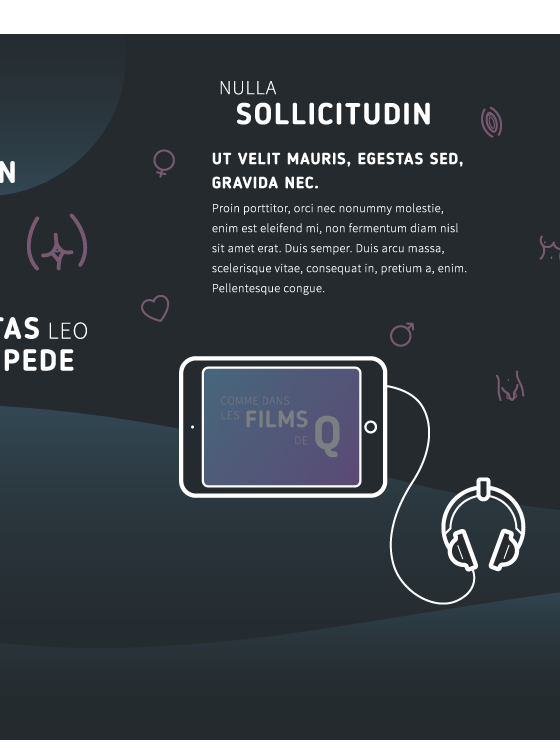 NULLA
SOLLICITUDIN
UT VELIT MAURIS, EGESTAS SED,
GRAVIDA NEC.
Proin porttitor, orci nec nonummy molestie,
enim est eleifend mi, non fermentum diam nisl
sit amet erat. Duis semper. Duis arcu massa,
scelerisque vitae, consequat in, pretium a, enim.
Pellentesque congue.
N
TAS LEO
PEDE
COMME DANS
LES FILMS
DE Q